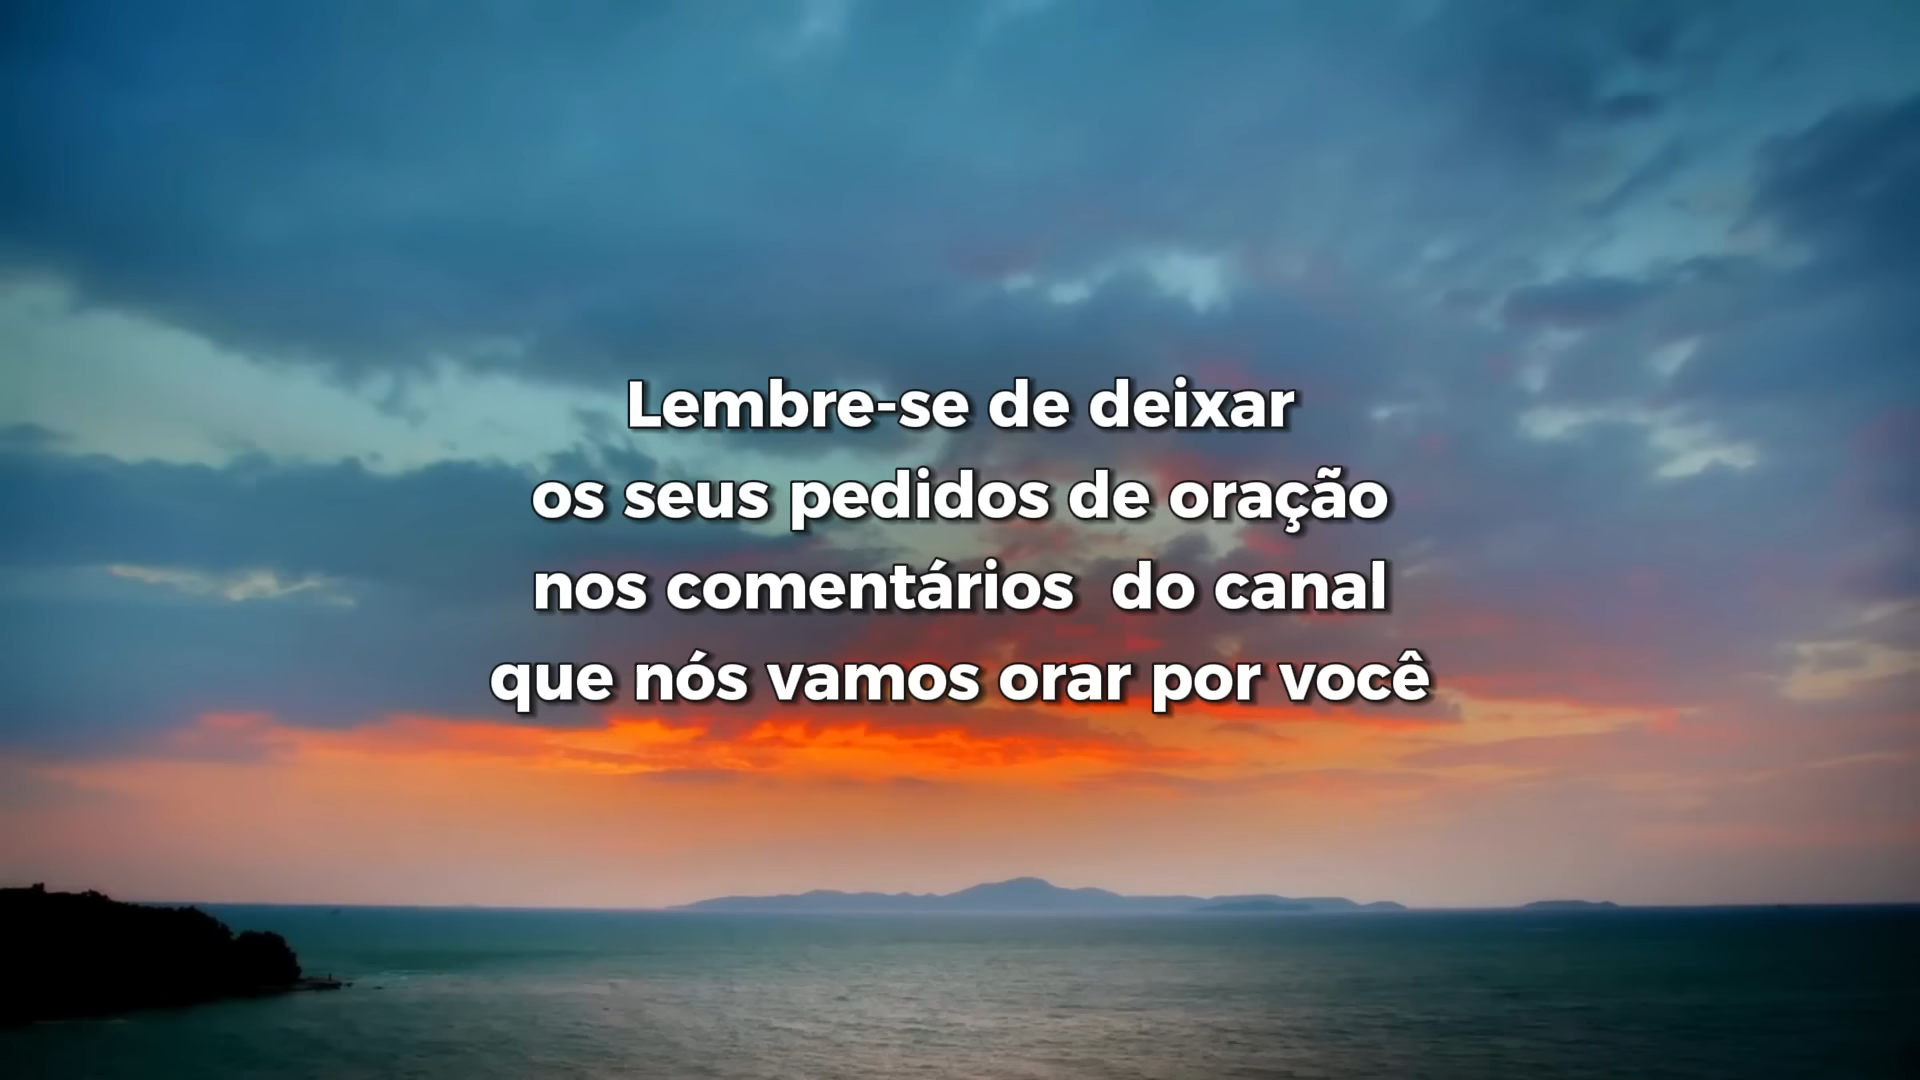 Lembre-se de deixar
os seus pedidos de oração
nos comentários  do canal
que nós vamos orar por você